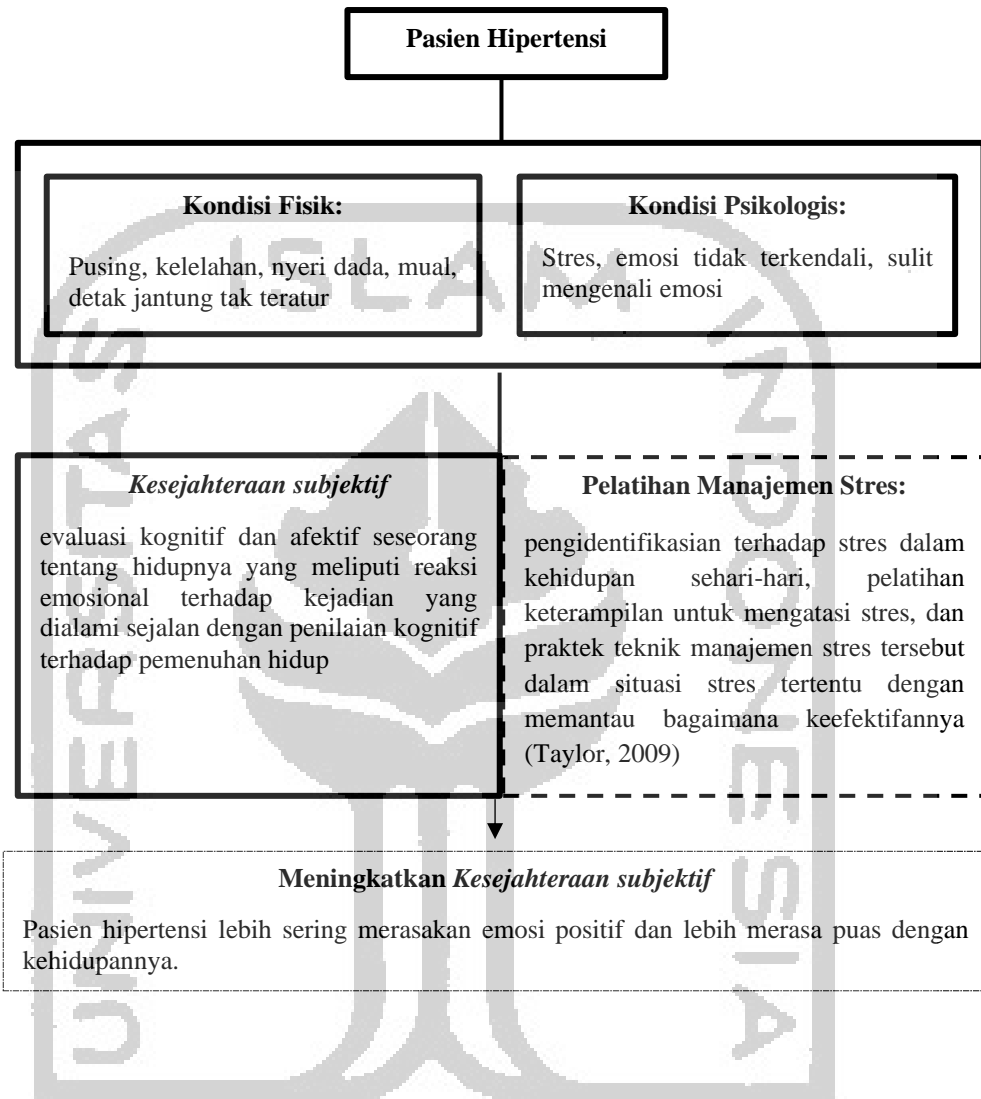 Pasien Hipertensi
Kondisi Fisik:
Pusing, kelelahan, nyeri dada, mual,
detak jantung tak teratur
Kondisi Psikologis:
Stres, emosi tidak terkendali, sulit
mengenali emosi
Kesejahteraan subjektif
evaluasi kognitif dan afektif seseorang
tentang hidupnya yang meliputi reaksi
emosional terhadap kejadian yang
dialami sejalan dengan penilaian kognitif
terhadap pemenuhan hidup
Pelatihan Manajemen Stres:
pengidentifikasian terhadap stres dalam
kehidupan sehari-hari, pelatihan
keterampilan untuk mengatasi stres, dan
praktek teknik manajemen stres tersebut
dalam situasi stres tertentu dengan
memantau bagaimana keefektifannya
(Taylor, 2009)
Meningkatkan Kesejahteraan subjektif
Pasien hipertensi lebih sering merasakan emosi positif dan lebih merasa puas dengan
kehidupannya.
UNIVERSITAS
ISLAM
INDONESIA